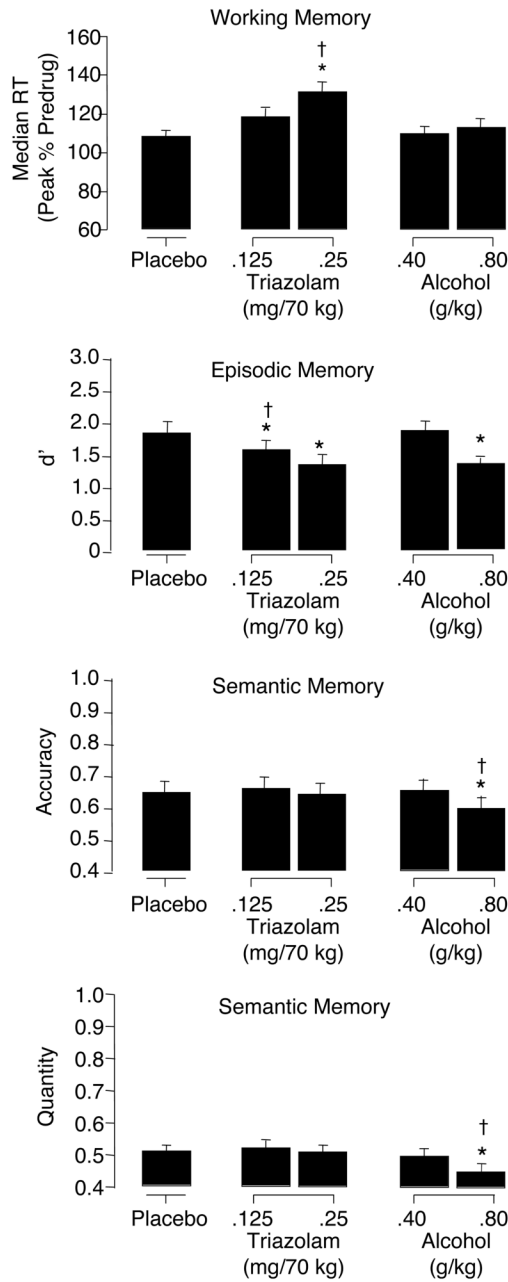 Working Memory
Median RT
(Peak % Predrug)
160
140
120
100
80
60
†
*
Placebo
.125 .25 .40 .80
Triazolam Alcohol
(mg/70 kg) (g/kg)
Episodic Memory
d'
3.0
2.0
1.5
1.0
0.5
0
†
* * *
Placebo
.125 .25 .40 .80
Triazolam Alcohol
(mg/70 kg) (g/kg)
Semantic Memory
Accuracy
1.0
0.9
0.8
0.7
0.6
0.5
0.4
†
*
Placebo
.125 .25 .40 .80
Triazolam Alcohol
(mg/70 kg) (g/kg)
Semantic Memory
Quantity
1.0
0.9
0.8
0.7
0.6
0.5
0.4
†
*
Placebo
.125 .25 .40 .80
Triazolam Alcohol
(mg/70 kg) (g/kg)